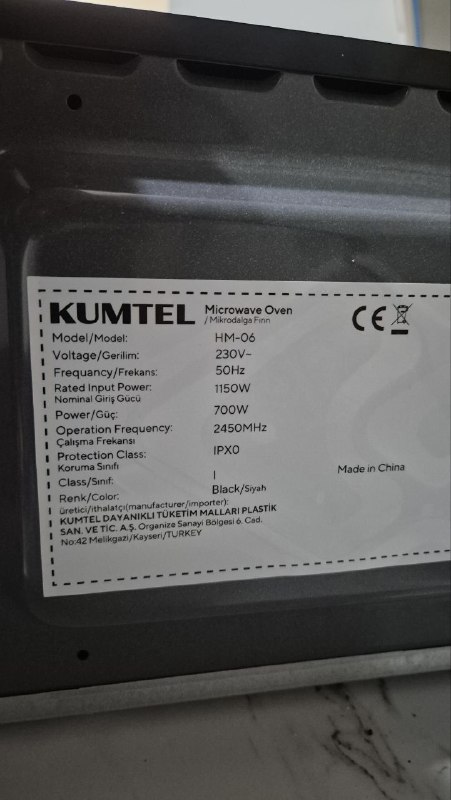 KUMTEL Microwave Oven
/Mikrodalga Fırın
Model/Model: HM-06
Voltage/Gerilim: 230V~
Frequency/Frekans: 50Hz
Rated Input Power: 1150W
Nominal Giriş Gücü
Power/Güç: 700W
Operation Frequency: 2450MHz
Çalışma Frekansı
Protection Class: IPX0
Koruma Sınıfı
Class/Sınıf: I
Made in China
Renk/Color: Black/Siyah
üretici/ithalatçı(manufacturer/importer):
KUMTEL DAYANIKLI TÜKETİM MALLARI PLASTİK
SAN. VE TİC. A.Ş. Organize Sanayi Bölgesi 6. Cad.
No:42 Melikgazi/Kayseri/TURKEY